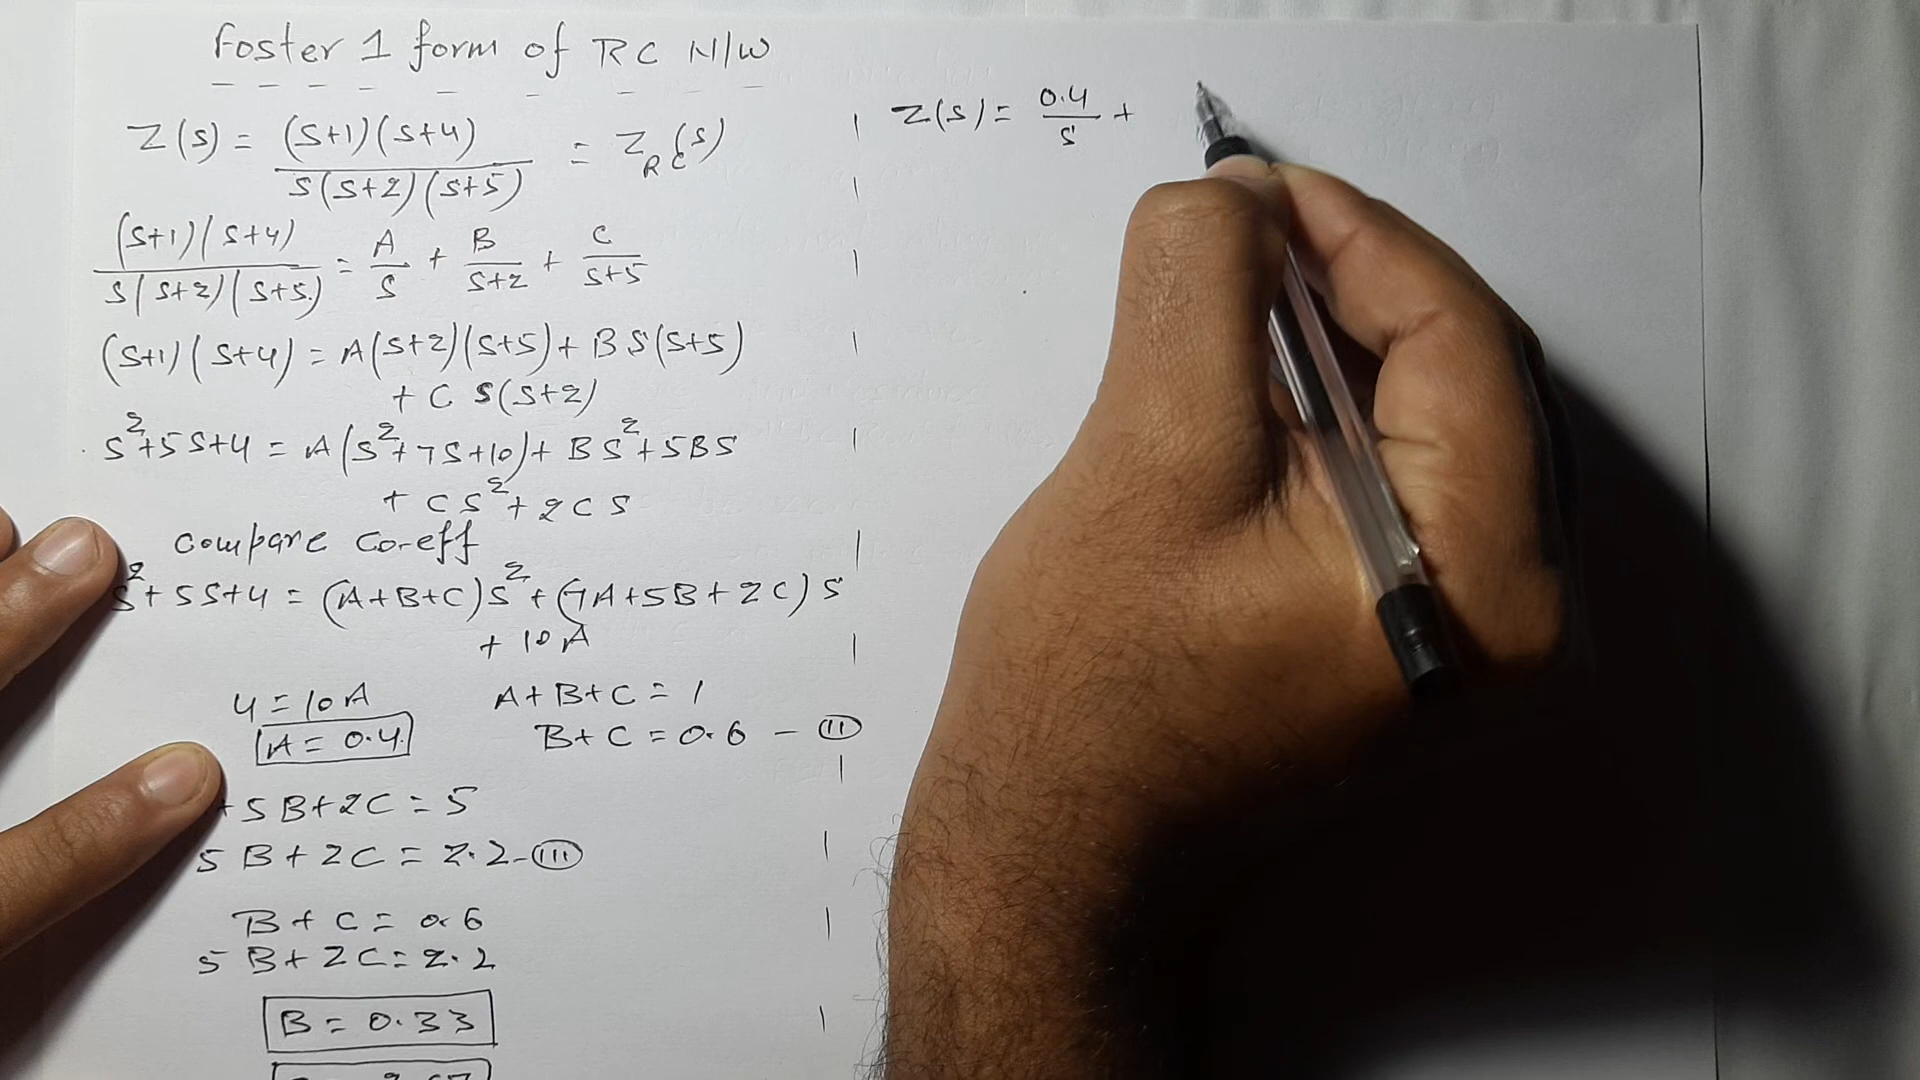 Foster 1 form of RC N/W
Z(s) = (s+1)(s+4) / s(s+2)(s+5) = Z_RC(s)
(s+1)(s+4) / s(s+2)(s+5) = A/s + B/s+2 + C/s+5
(s+1)(s+4) = A(s+2)(s+5) + BS(s+5)
+ C S(s+2)
s²+5s+4 = A(s²+7s+10) + BS²+5BS
+ CS²+2CS
compare co-eff
s²+5s+4 = (A+B+C)s² + (7A+5B+2C)s
+ 10A
4 = 10A
A = 0.4
A+B+C = 1
B+C = 0.6 - II
+5B+2C = 5
5B+2C = 2.2 - III
B+C = 0.6
5B+2C = 2.2
B = 0.33
Z(s) = 0.4/s +